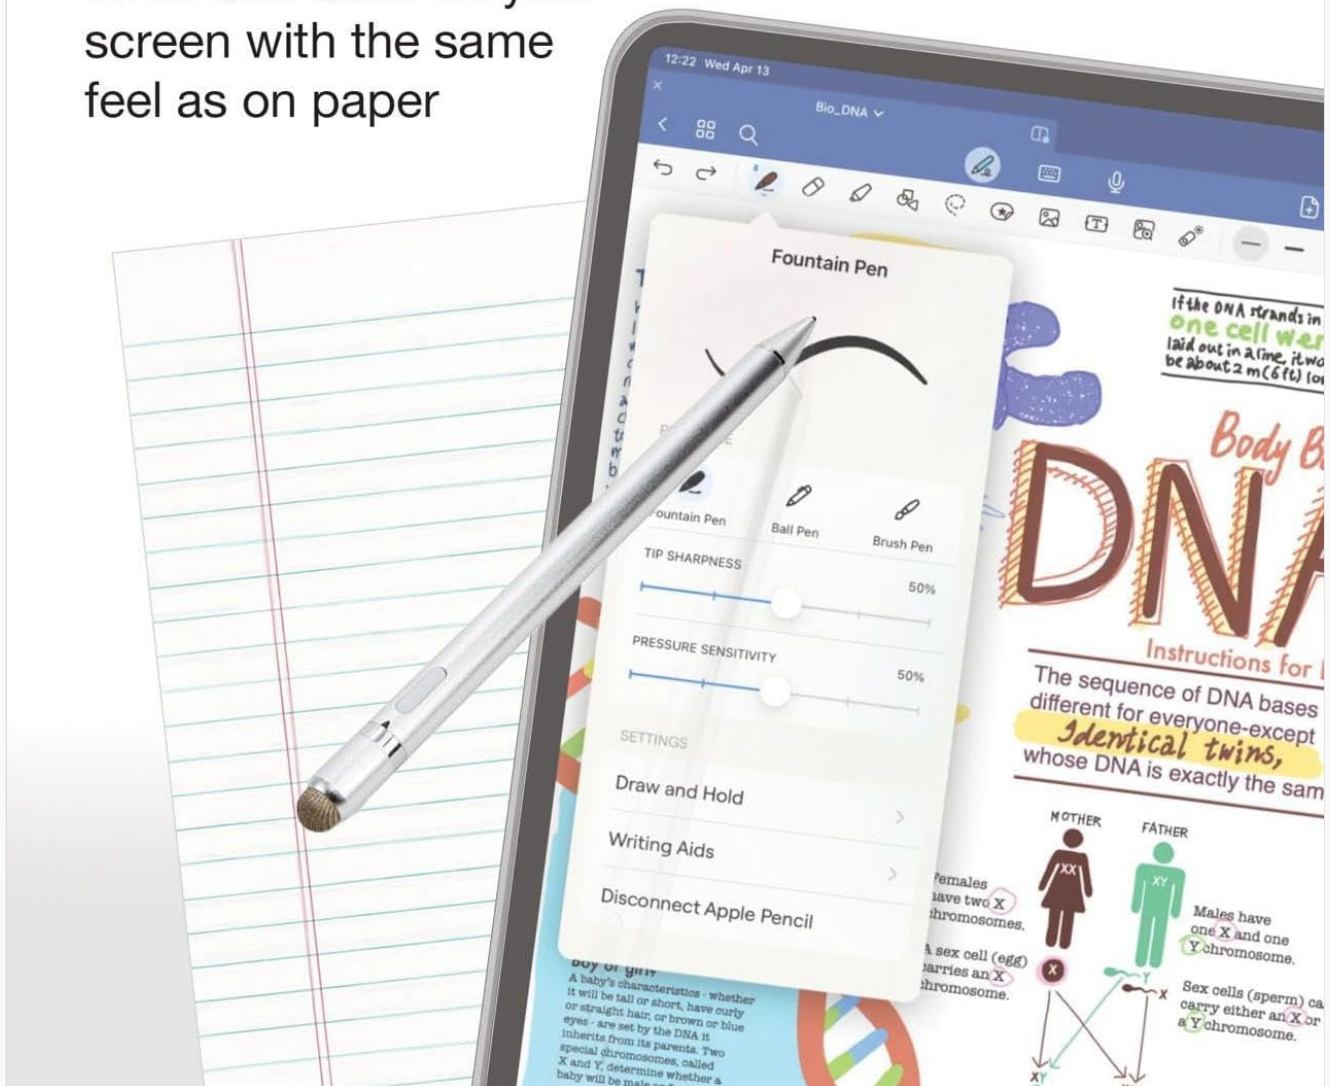 screen with the same
feel as on paper
12:22 Wed Apr 13
Bio_DNA
Fountain Pen
ountain Pen
Ball Pen
Brush Pen
TIP SHARPNESS
50%
PRESSURE SENSITIVITY
50%
SETTINGS
Draw and Hold
Writing Aids
Disconnect Apple Pencil
If the DNA strands in
one cell wer
laid out in a line, it wo
be about 2 m (6 ft) lo
Body B
DNA
Instructions for
The sequence of DNA bases
different for everyone-except
Identical twins,
whose DNA is exactly the sam
MOTHER
FATHER
XX
XY
Females
have two X
chromosomes.
Males have
one X and one
Y chromosome.
A sex cell (egg)
carries an X
chromosome.
X
Y
X
Sex cells (sperm) ca
carry either an X or
a Y chromosome.
XY
boy or girl?
A baby's characteristics - whether
it will be tall or short, have curly
or straight hair, or brown or blue
eyes - are set by the DNA it
inherits from its parents. Two
special chromosomes, called
X and Y, determine whether a
baby will be male